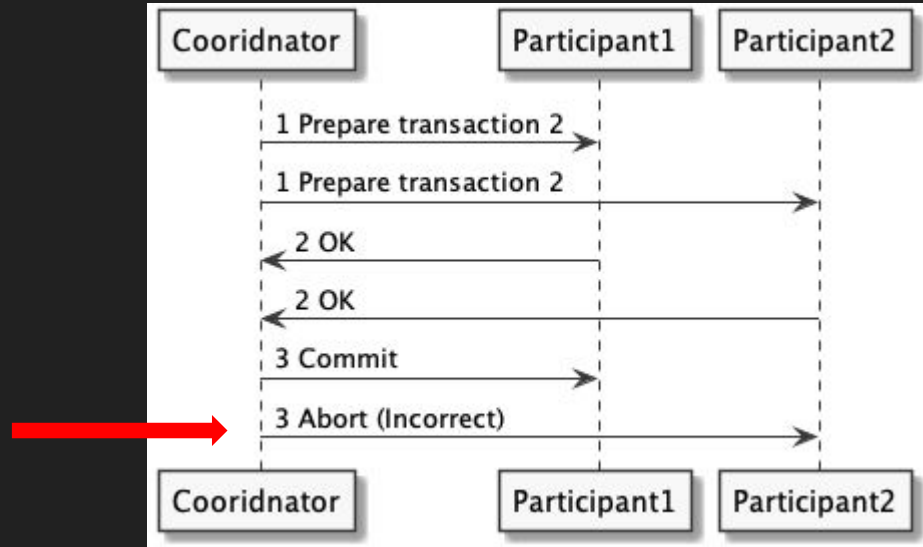 Cooridnator Participant1 Participant2
1 Prepare transaction 2
1 Prepare transaction 2
2 OK
2 OK
3 Commit
3 Abort (Incorrect)
Cooridnator Participant1 Participant2